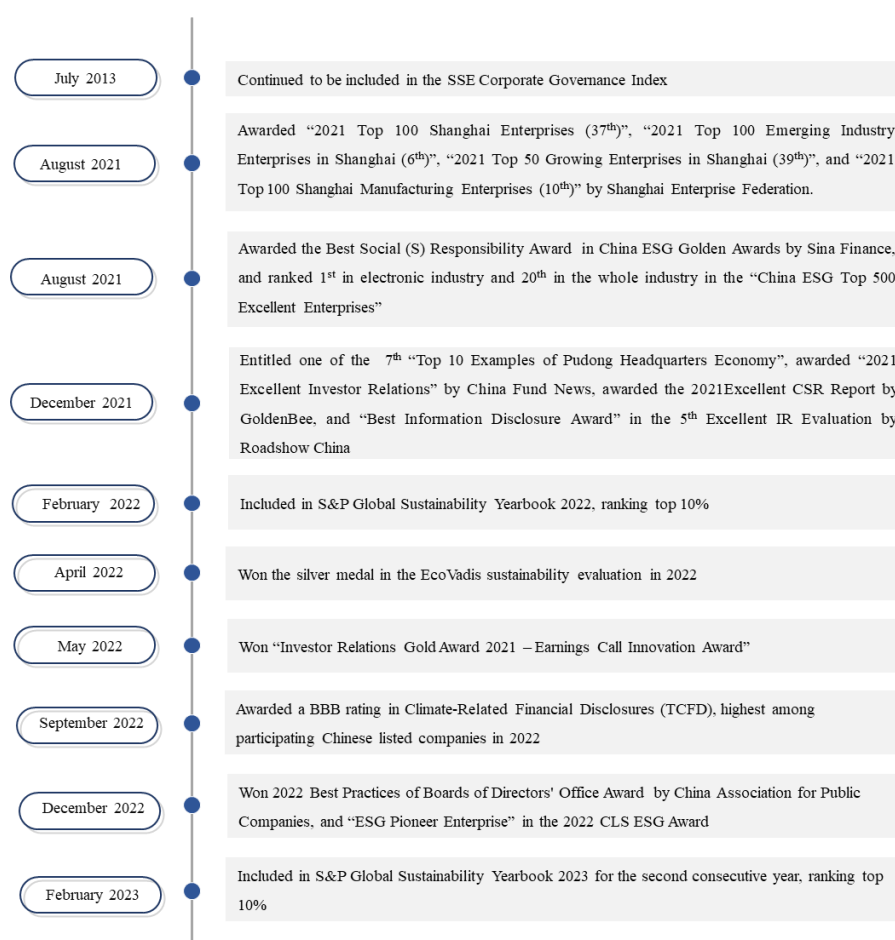 July 2013
Continued to be included in the SSE Corporate Governance Index
August 2021
Awarded “2021 Top 100 Shanghai Enterprises (37th)”, “2021 Top 100 Emerging Industry
Enterprises in Shanghai (6th)”, “2021 Top 50 Growing Enterprises in Shanghai (39th)”, and “2021
Top 100 Shanghai Manufacturing Enterprises (10th)” by Shanghai Enterprise Federation.
August 2021
Awarded the Best Social (S) Responsibility Award in China ESG Golden Awards by Sina Finance,
and ranked 1st in electronic industry and 20th in the whole industry in the “China ESG Top 500
Excellent Enterprises”
December 2021
Entitled one of the 7th “Top 10 Examples of Pudong Headquarters Economy”, awarded “2021
Excellent Investor Relations” by China Fund News, awarded the 2021Excellent CSR Report by
GoldenBee, and “Best Information Disclosure Award” in the 5th Excellent IR Evaluation by
Roadshow China
February 2022
Included in S&P Global Sustainability Yearbook 2022, ranking top 10%
April 2022
Won the silver medal in the EcoVadis sustainability evaluation in 2022
May 2022
Won “Investor Relations Gold Award 2021 – Earnings Call Innovation Award”
September 2022
Awarded a BBB rating in Climate-Related Financial Disclosures (TCFD), highest among
participating Chinese listed companies in 2022
December 2022
Won 2022 Best Practices of Boards of Directors' Office Award by China Association for Public
Companies, and “ESG Pioneer Enterprise” in the 2022 CLS ESG Award
February 2023
Included in S&P Global Sustainability Yearbook 2023 for the second consecutive year, ranking top
10%